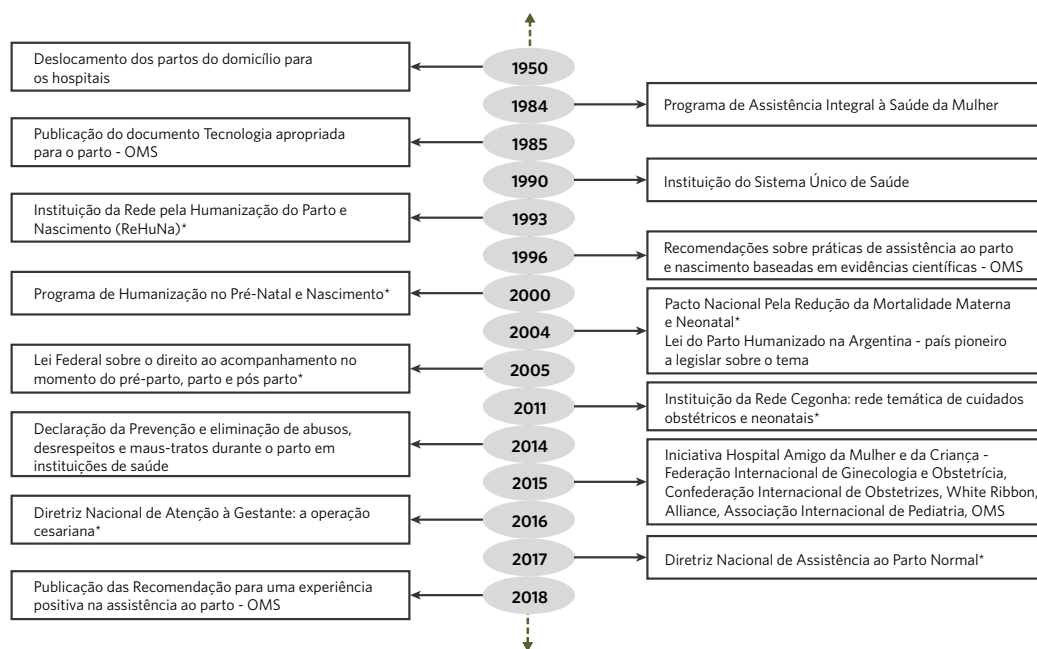 1950
Deslocamento dos partos do domicílio para
os hospitais
1984
Programa de Assistência Integral à Saúde da Mulher
1985
Publicação do documento Tecnologia apropriada
para o parto - OMS
1990
Instituição do Sistema Único de Saúde
1993
Instituição da Rede pela Humanização do Parto e
Nascimento (ReHuNa)*
1996
Recomendações sobre práticas de assistência ao parto
e nascimento baseadas em evidências científicas - OMS
2000
Programa de Humanização no Pré-Natal e Nascimento*
2004
Pacto Nacional Pela Redução da Mortalidade Materna
e Neonatal*
Lei do Parto Humanizado na Argentina - país pioneiro
a legislar sobre o tema
2005
Lei Federal sobre o direito ao acompanhamento no
momento do pré-parto, parto e pós parto*
2011
Instituição da Rede Cegonha: rede temática de cuidados
obstétricos e neonatais*
2014
Declaração da Prevenção e eliminação de abusos,
desrespeitos e maus-tratos durante o parto em
instituições de saúde
2015
Iniciativa Hospital Amigo da Mulher e da Criança -
Federação Internacional de Ginecologia e Obstetrícia,
Confederação Internacional de Obstetrizes, White Ribbon,
Alliance, Associação Internacional de Pediatria, OMS
2016
Diretriz Nacional de Atenção à Gestante: a operação
cesariana*
2017
Diretriz Nacional de Assistência ao Parto Normal*
2018
Publicação das Recomendação para uma experiência
positiva na assistência ao parto - OMS